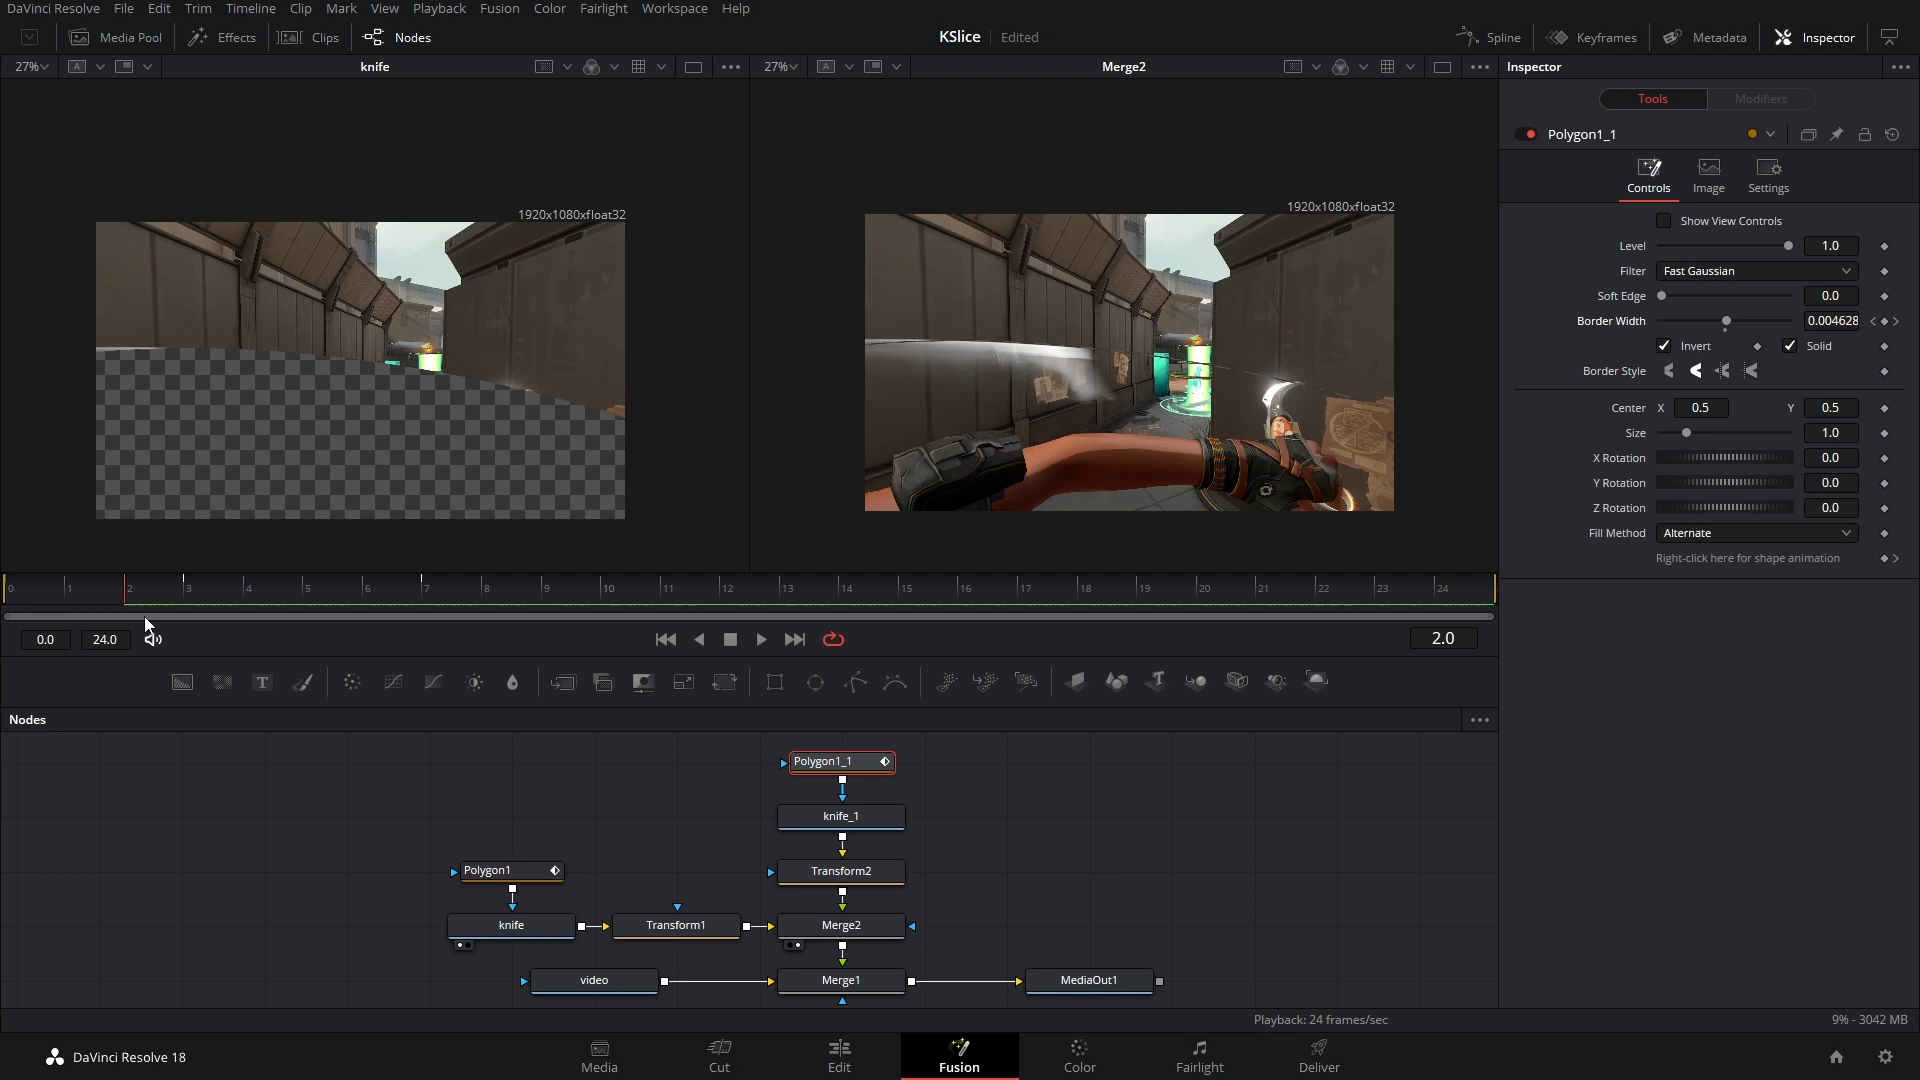 DaVinci Resolve File Edit Trim Timeline Clip Mark View Playback Fusion Color Fairlight Workspace Help
Media Pool Effects Clips Nodes KSlice Edited Spline Keyframes Metadata Inspector
27% A knife 27% A Merge2 Inspector
Tools Modifiers
Polygon1_1
Controls Image Settings
1920x1080xfloat32 1920x1080xfloat32
Show View Controls
Level 1.0
Filter Fast Gaussian
Soft Edge 0.0
Border Width 0.004628
Invert Solid
Border Style
Center X 0.5 Y 0.5
Size 1.0
X Rotation 0.0
Y Rotation 0.0
Z Rotation 0.0
Fill Method Alternate
Right-click here for shape animation
0 1 2 3 4 5 6 7 8 9 10 11 12 13 14 15 16 17 18 19 20 21 22 23 24
0.0 24.0 2.0
T T
Nodes
Polygon1_1
knife_1
Polygon1 Transform2
knife Transform1 Merge2
video Merge1 MediaOut1
Playback: 24 frames/sec 9% - 3042 MB
DaVinci Resolve 18 Media Cut Edit Fusion Color Fairlight Deliver